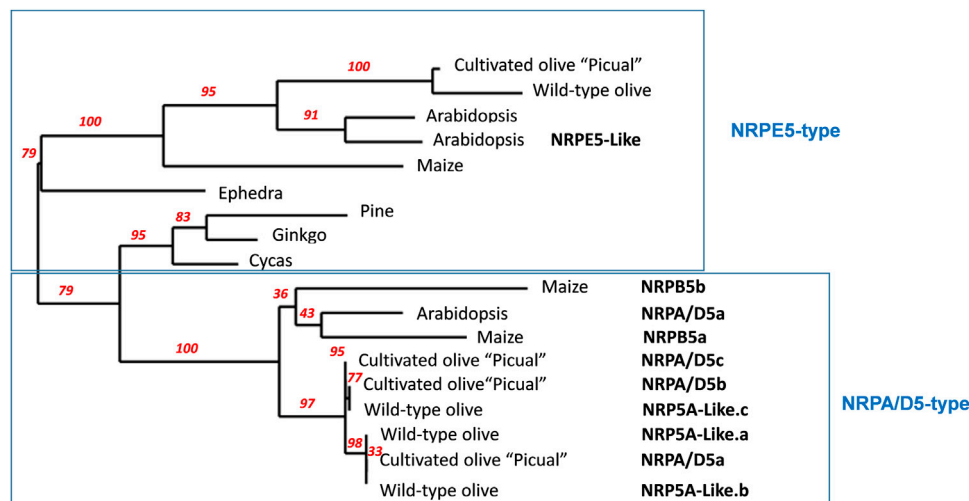 100
Cultivated olive “Picual”
95
Wild-type olive
91
Arabidopsis
100
Arabidopsis NRPE5-Like
NRPE5-type
79
Maize
Ephedra
83
Pine
95
Ginkgo
Cycas
79
36
Maize NRPB5b
43
Arabidopsis NRPA/D5a
Maize NRPB5a
100
95
Cultivated olive “Picual” NRPA/D5c
77
Cultivated olive“Picual” NRPA/D5b
97
Wild-type olive NRP5A-Like.c
NRPA/D5-type
Wild-type olive NRP5A-Like.a
98
33
Cultivated olive “Picual” NRPA/D5a
Wild-type olive NRP5A-Like.b